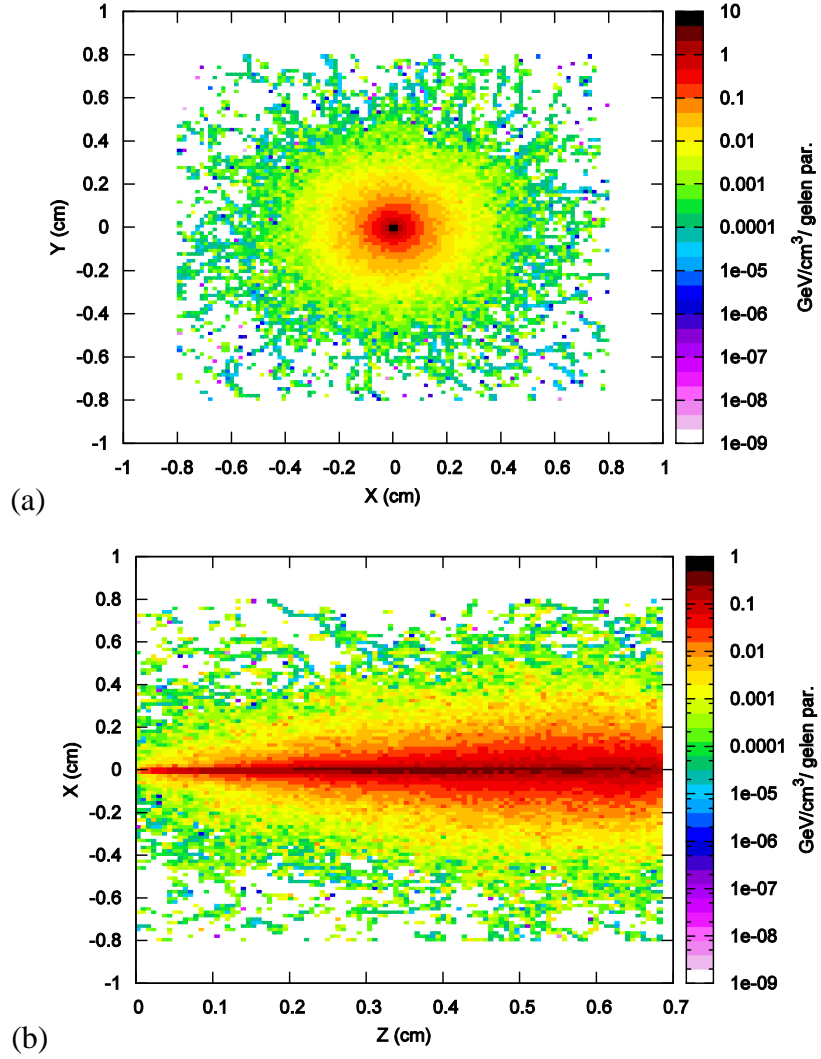 1
0.8
0.6
0.4
0.2
0
-0.2
-0.4
-0.6
-0.8
-1
Y (cm)
-1 -0.8 -0.6 -0.4 -0.2 0 0.2 0.4 0.6 0.8 1
X (cm)
10
1
0.1
0.01
0.001
0.0001
1e-05
1e-06
1e-07
1e-08
1e-09
GeV/cm³/ gelen par.
(a)
1
0.8
0.6
0.4
0.2
0
-0.2
-0.4
-0.6
-0.8
-1
X (cm)
0 0.1 0.2 0.3 0.4 0.5 0.6 0.7
Z (cm)
1
0.1
0.01
0.001
0.0001
1e-05
1e-06
1e-07
1e-08
1e-09
GeV/cm³/ gelen par.
(b)